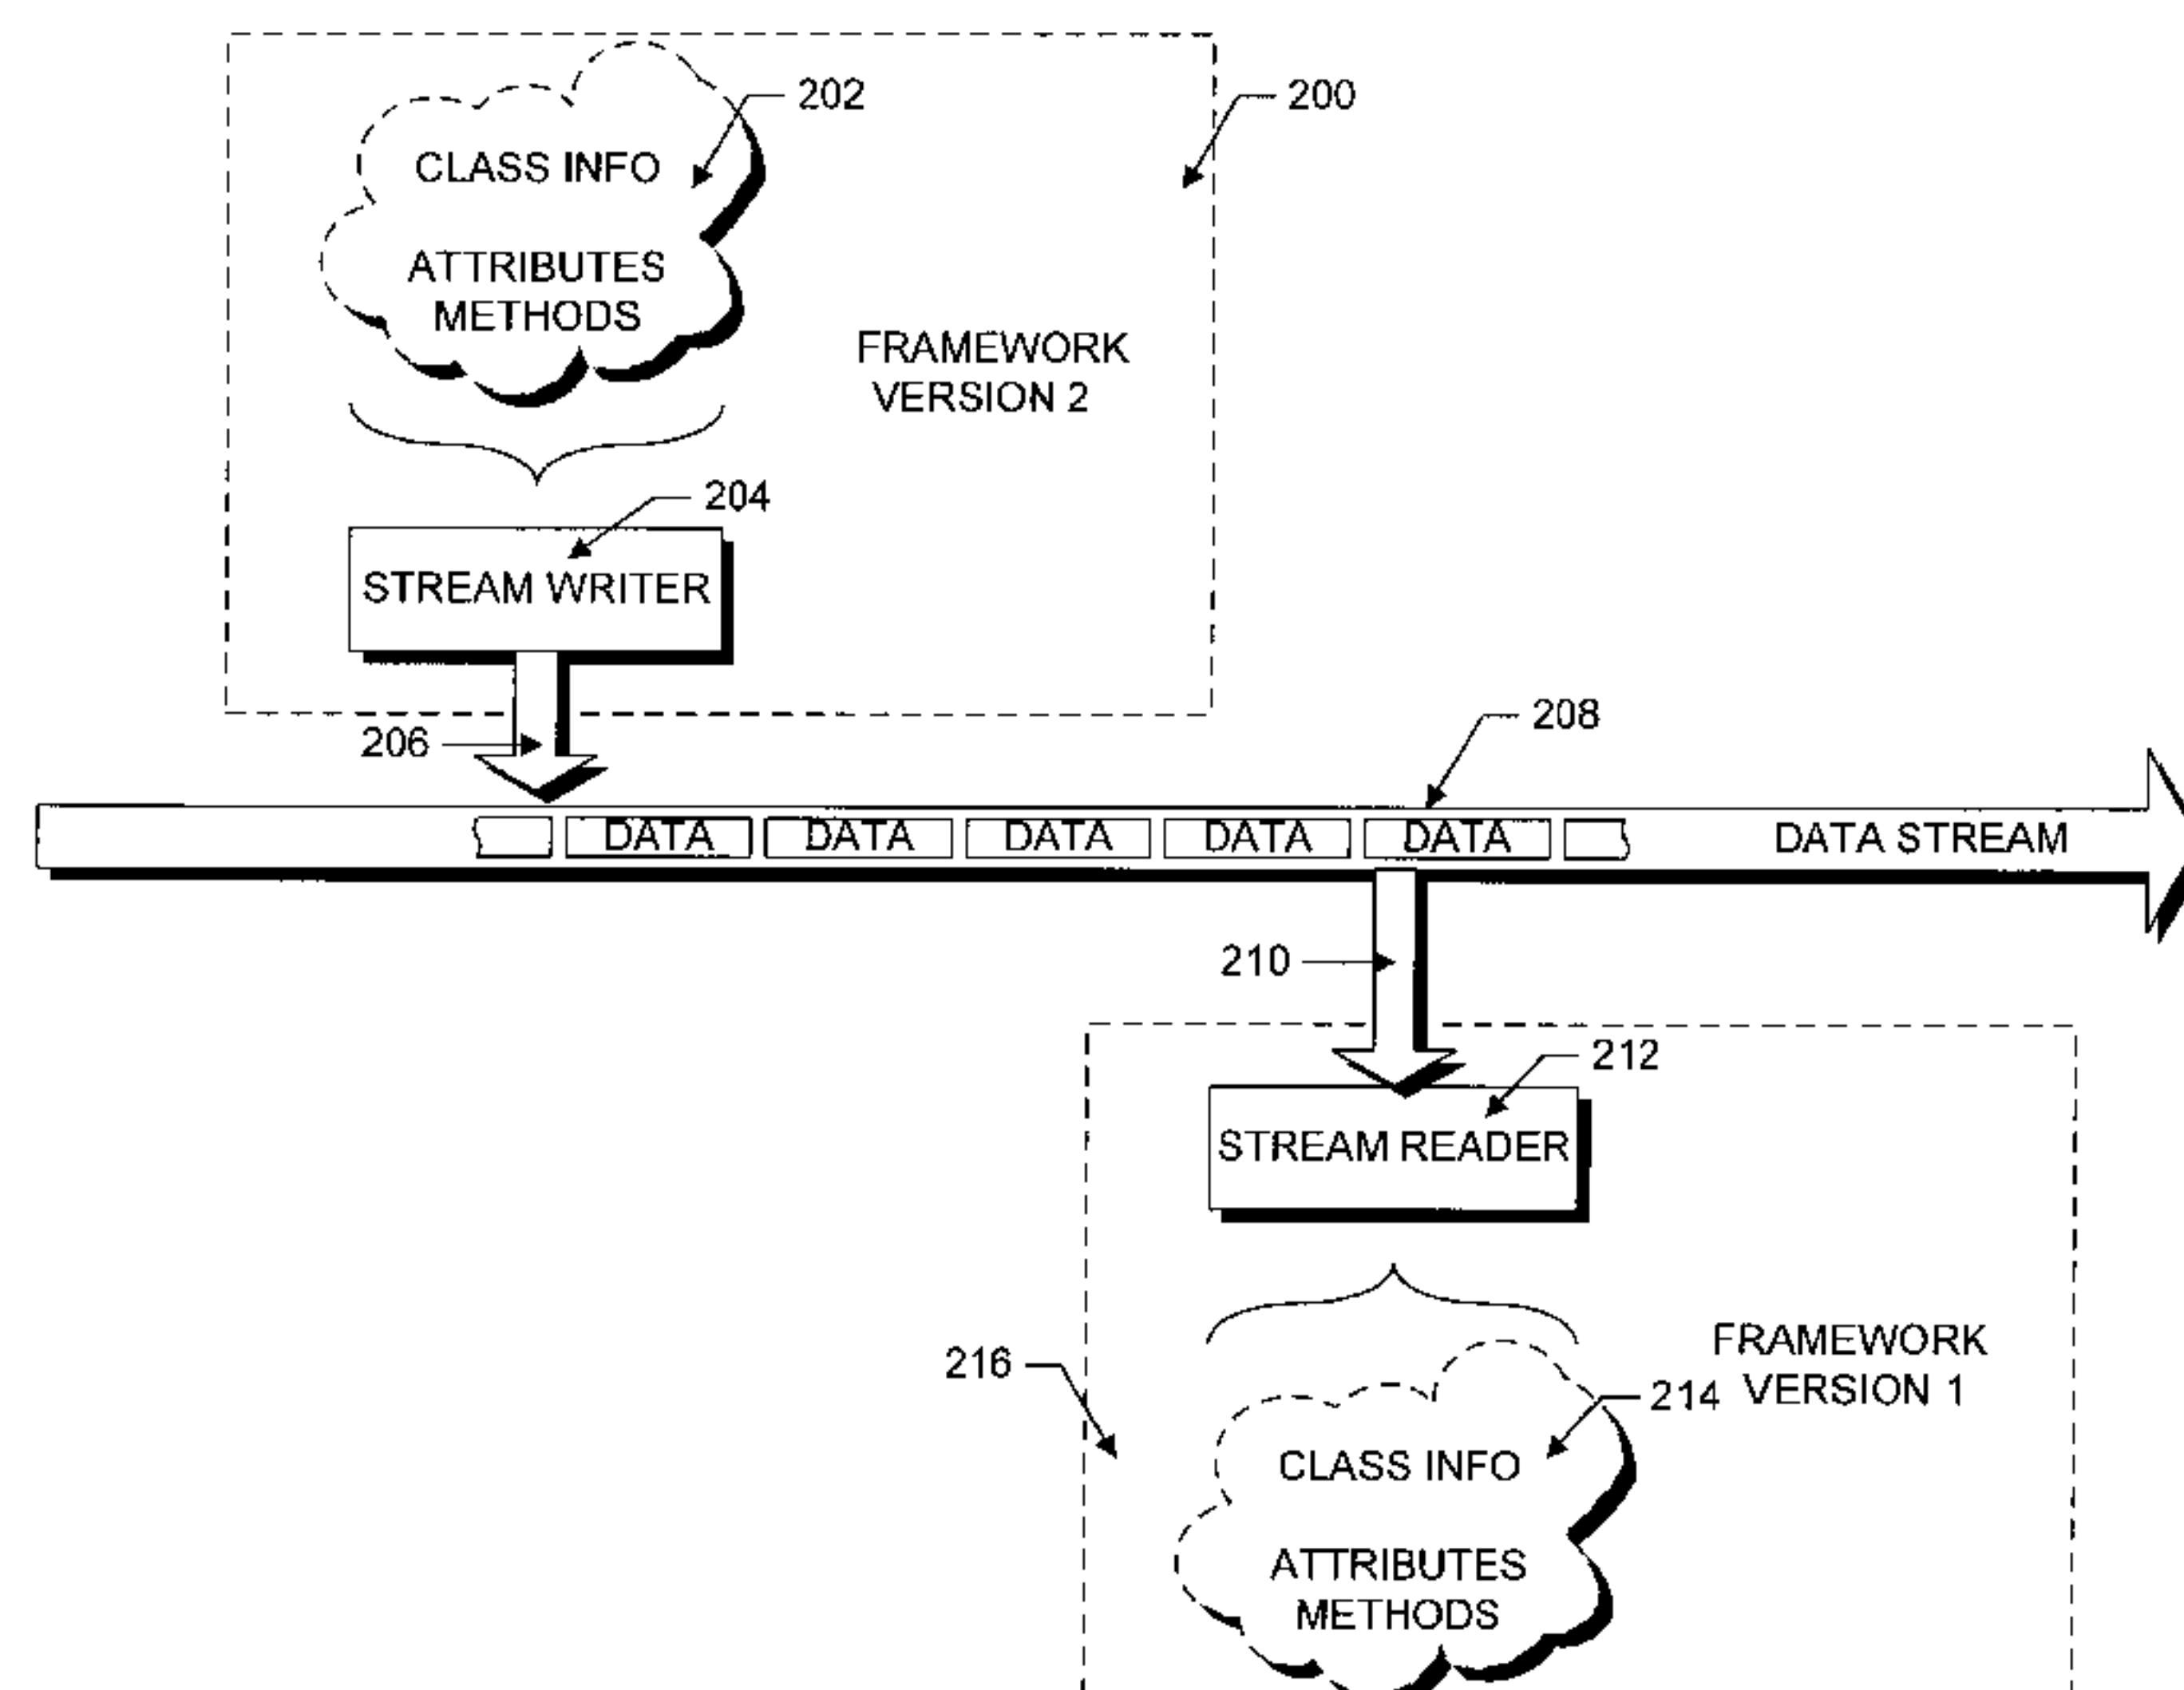 202
200
CLASS INFO
ATTRIBUTES
METHODS
FRAMEWORK
VERSION 2
204
STREAM WRITER
206
208
DATA DATA DATA DATA DATA DATA STREAM
210
212
STREAM READER
216
FRAMEWORK
VERSION 1
214
CLASS INFO
ATTRIBUTES
METHODS